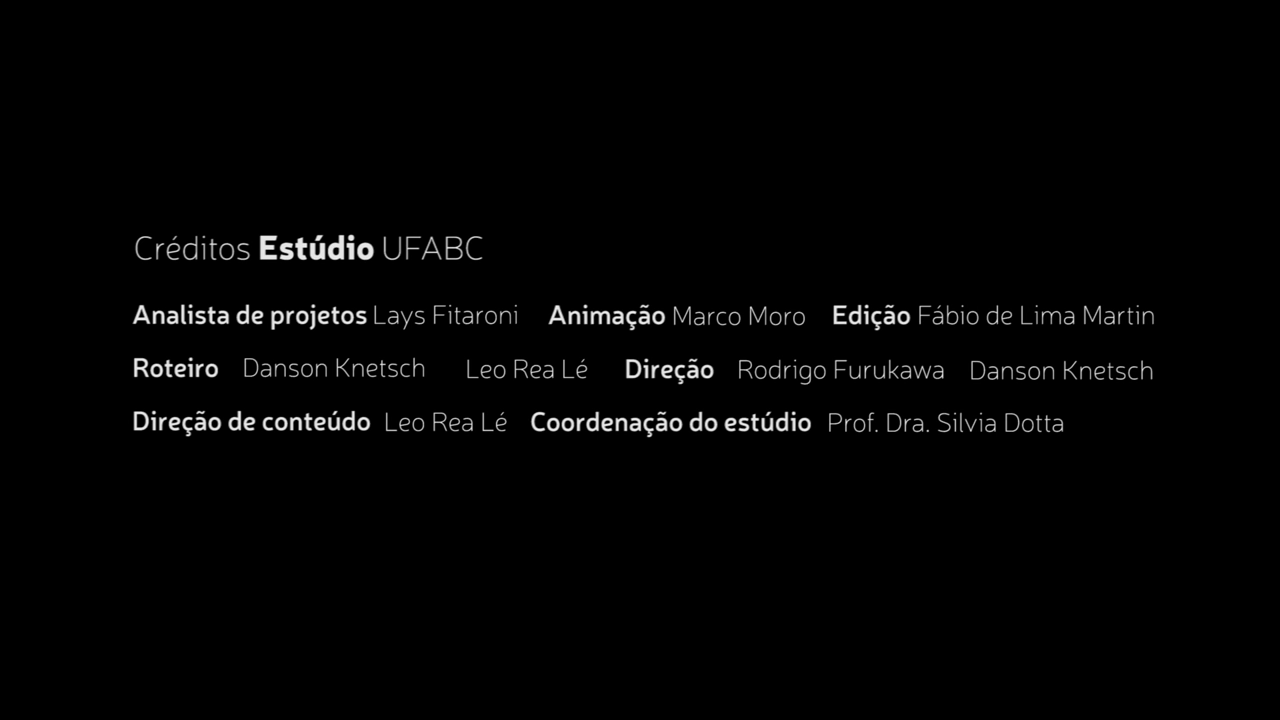 Créditos Estúdio UFABC
Analista de projetos Lays Fitaroni Animação Marco Moro Edição Fábio de Lima Martin
Roteiro Danson Knetsch Leo Rea Lé Direção Rodrigo Furukawa Danson Knetsch
Direção de conteúdo Leo Rea Lé Coordenação do estúdio Prof. Dra. Silvia Dotta